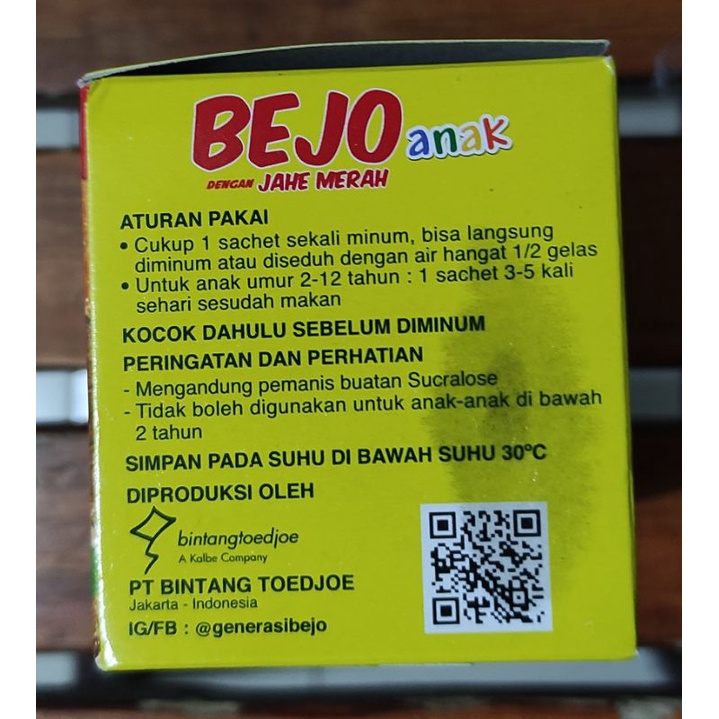 BEJO anak
DENGAN JAHE MERAH
ATURAN PAKAI
• Cukup 1 sachet sekali minum, bisa langsung
diminum atau diseduh dengan air hangat 1/2 gelas
• Untuk anak umur 2-12 tahun : 1 sachet 3-5 kali
sehari sesudah makan
KOCOK DAHULU SEBELUM DIMINUM
PERINGATAN DAN PERHATIAN
- Mengandung pemanis buatan Sucralose
- Tidak boleh digunakan untuk anak-anak di bawah
2 tahun
SIMPAN PADA SUHU DI BAWAH SUHU 30ºC
DIPRODUKSI OLEH
bintangtoedjoe
A Kalbe Company
PT BINTANG TOEDJOE
Jakarta - Indonesia
IG/FB : @generasibejo